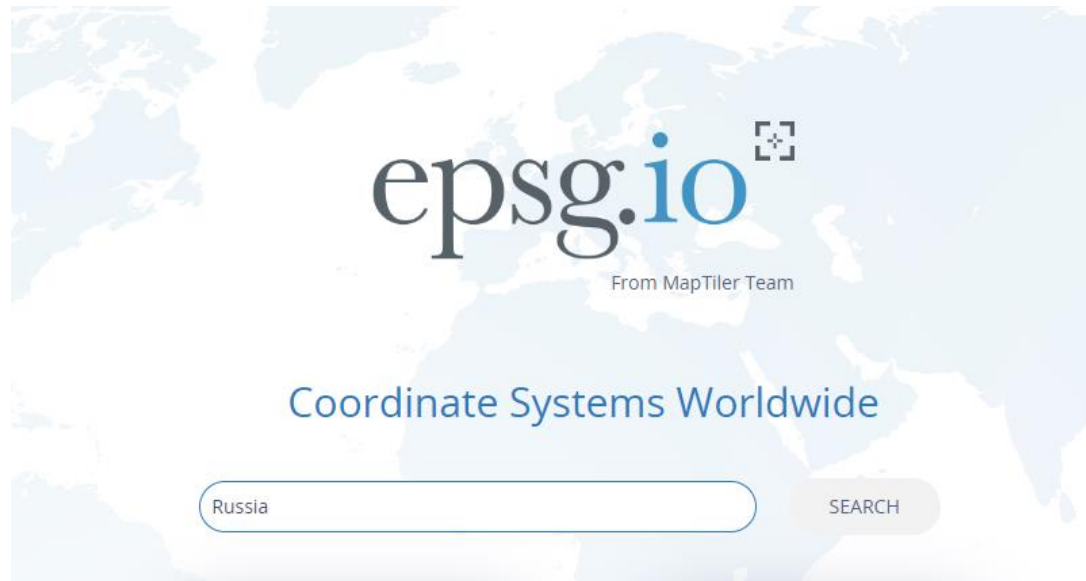 epsg.io
From MapTiler Team
Coordinate Systems Worldwide
Russia
SEARCH